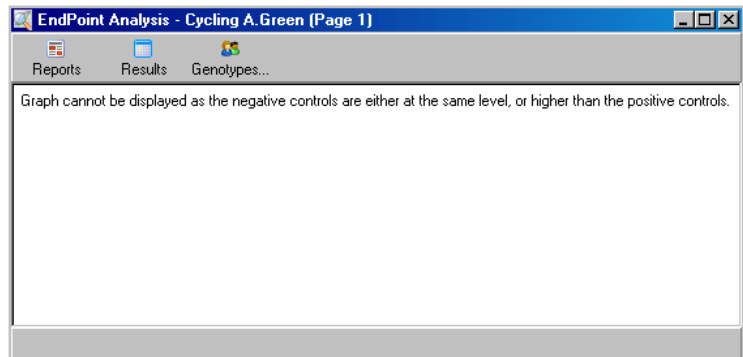 EndPoint Analysis - Cycling A.Green (Page 1)
Reports Results Genotypes...
Graph cannot be displayed as the negative controls are either at the same level, or higher than the positive controls.